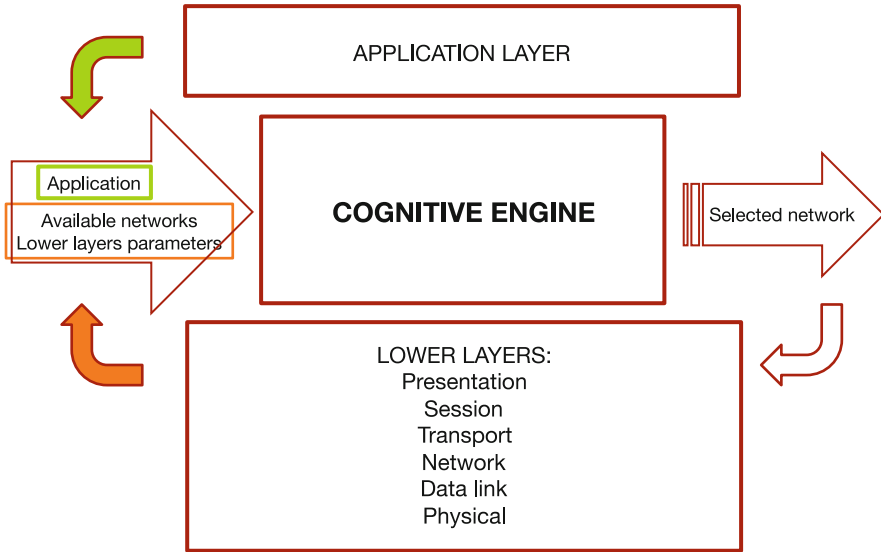 APPLICATION LAYER
Application
Available networks
Lower layers parameters
COGNITIVE ENGINE
Selected network
LOWER LAYERS:
Presentation
Session
Transport
Network
Data link
Physical